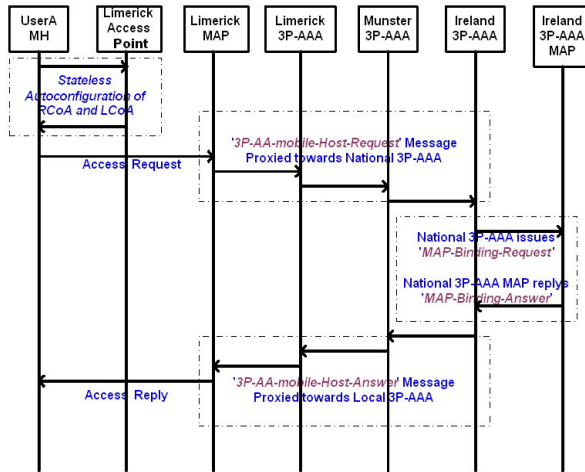 UserA
MH
Limerick
Access
Point
Limerick
MAP
Limerick
3P-AAA
Munster
3P-AAA
Ireland
3P-AAA
Ireland
3P-AAA
MAP
Stateless
Autoconfiguration of
RCoA and LCoA
Access Request
'3P-AA-mobile-Host-Request' Message
Proxied towards National 3P-AAA
National 3P-AAA issues
'MAP-Binding-Request'
National 3P-AAA MAP replys
'MAP-Binding-Answer'
Access Reply
'3P-AA-mobile-Host-Answer' Message
Proxied towards Local 3P-AAA